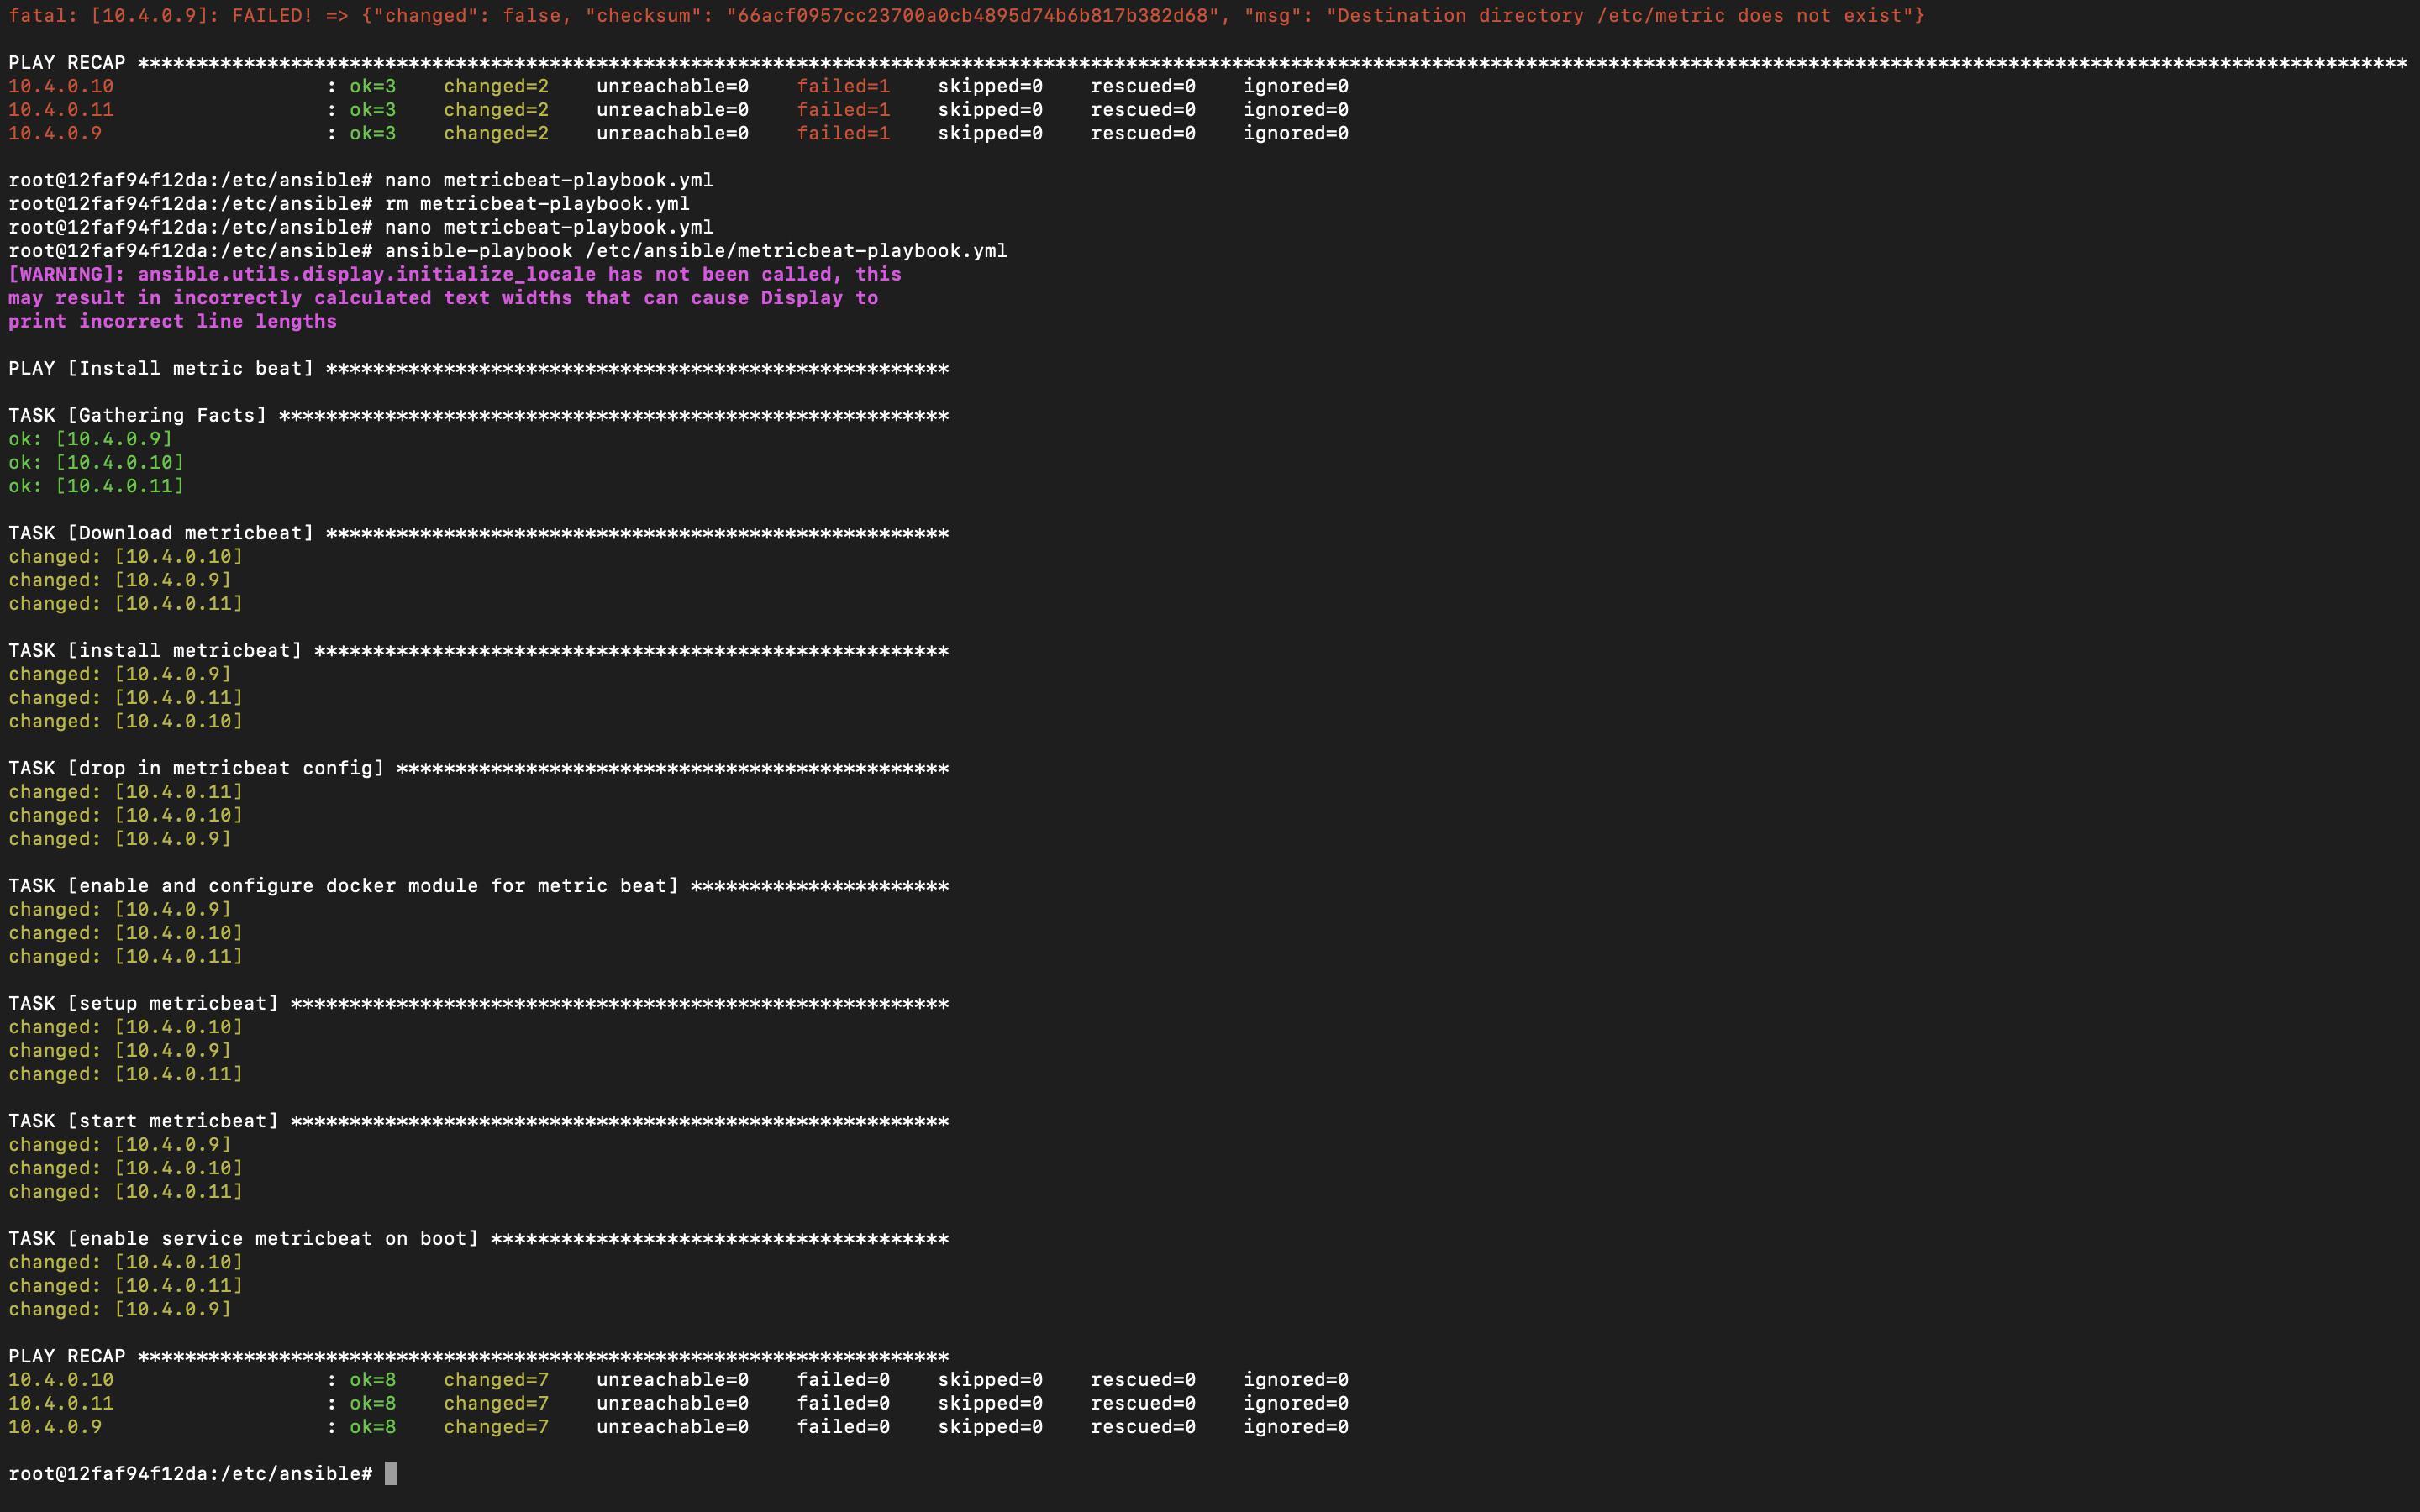 fatal: [10.4.0.9]: FAILED! => {"changed": false, "checksum": "66acf0957cc23700a0cb4895d74b6b817b382d68", "msg": "Destination directory /etc/metric does not exist"}
PLAY RECAP *************************************************************************************************************************************************************************************************
10.4.0.10                  : ok=3    changed=2    unreachable=0    failed=1    skipped=0    rescued=0    ignored=0
10.4.0.11                  : ok=3    changed=2    unreachable=0    failed=1    skipped=0    rescued=0    ignored=0
10.4.0.9                   : ok=3    changed=2    unreachable=0    failed=1    skipped=0    rescued=0    ignored=0
root@12faf94f12da:/etc/ansible# nano metricbeat-playbook.yml
root@12faf94f12da:/etc/ansible# rm metricbeat-playbook.yml
root@12faf94f12da:/etc/ansible# nano metricbeat-playbook.yml
root@12faf94f12da:/etc/ansible# ansible-playbook /etc/ansible/metricbeat-playbook.yml
[WARNING]: ansible.utils.display.initialize_locale has not been called, this
may result in incorrectly calculated text widths that can cause Display to
print incorrect line lengths
PLAY [Install metric beat] *****************************************************
TASK [Gathering Facts] *********************************************************
ok: [10.4.0.9]
ok: [10.4.0.10]
ok: [10.4.0.11]
TASK [Download metricbeat] *****************************************************
changed: [10.4.0.10]
changed: [10.4.0.9]
changed: [10.4.0.11]
TASK [install metricbeat] ******************************************************
changed: [10.4.0.9]
changed: [10.4.0.11]
changed: [10.4.0.10]
TASK [drop in metricbeat config] ***********************************************
changed: [10.4.0.11]
changed: [10.4.0.10]
changed: [10.4.0.9]
TASK [enable and configure docker module for metric beat] **********************
changed: [10.4.0.9]
changed: [10.4.0.10]
changed: [10.4.0.11]
TASK [setup metricbeat] ********************************************************
changed: [10.4.0.10]
changed: [10.4.0.9]
changed: [10.4.0.11]
TASK [start metricbeat] ********************************************************
changed: [10.4.0.9]
changed: [10.4.0.10]
changed: [10.4.0.11]
TASK [enable service metricbeat on boot] ***************************************
changed: [10.4.0.10]
changed: [10.4.0.11]
changed: [10.4.0.9]
PLAY RECAP *********************************************************************
10.4.0.10                  : ok=8    changed=7    unreachable=0    failed=0    skipped=0    rescued=0    ignored=0
10.4.0.11                  : ok=8    changed=7    unreachable=0    failed=0    skipped=0    rescued=0    ignored=0
10.4.0.9                   : ok=8    changed=7    unreachable=0    failed=0    skipped=0    rescued=0    ignored=0
root@12faf94f12da:/etc/ansible#